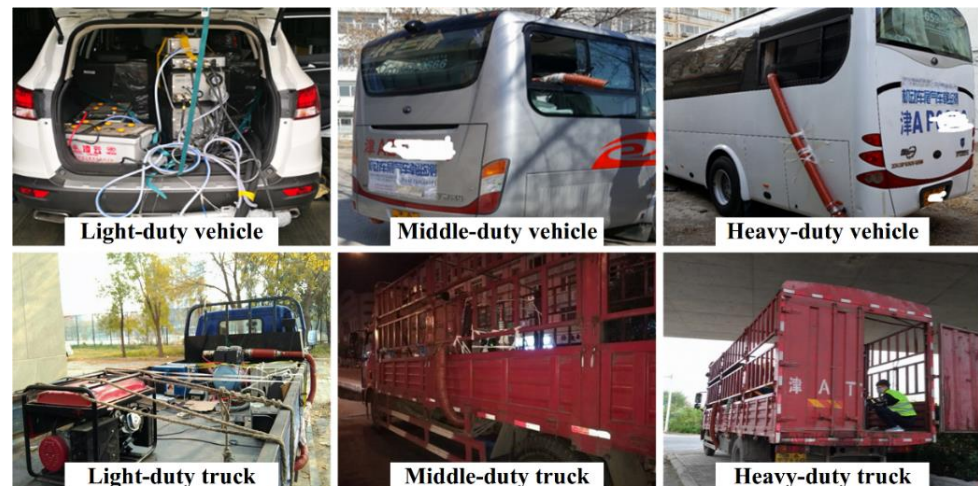 Light-duty vehicle
Middle-duty vehicle
津A P
Heavy-duty vehicle
Light-duty truck
Middle-duty truck
津 A T
Heavy-duty truck